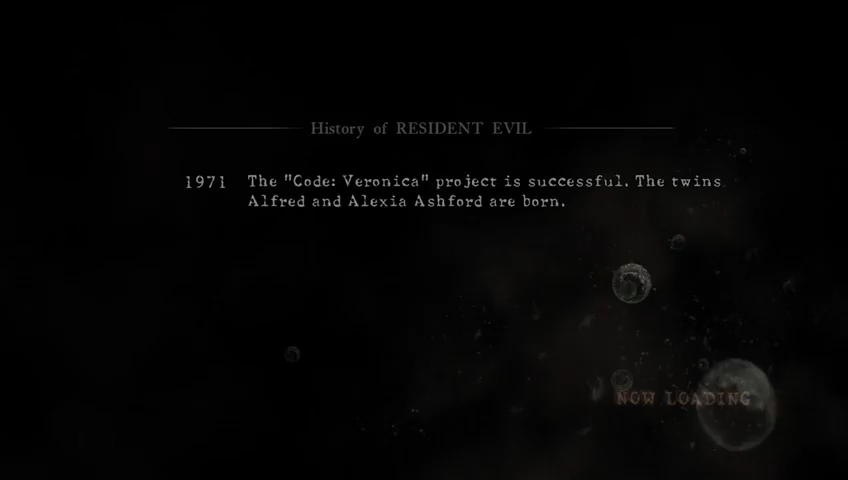 History of RESIDENT EVIL
1971 The "Code: Veronica" project is successful. The twins
Alfred and Alexia Ashford are born.
NOW LOADING